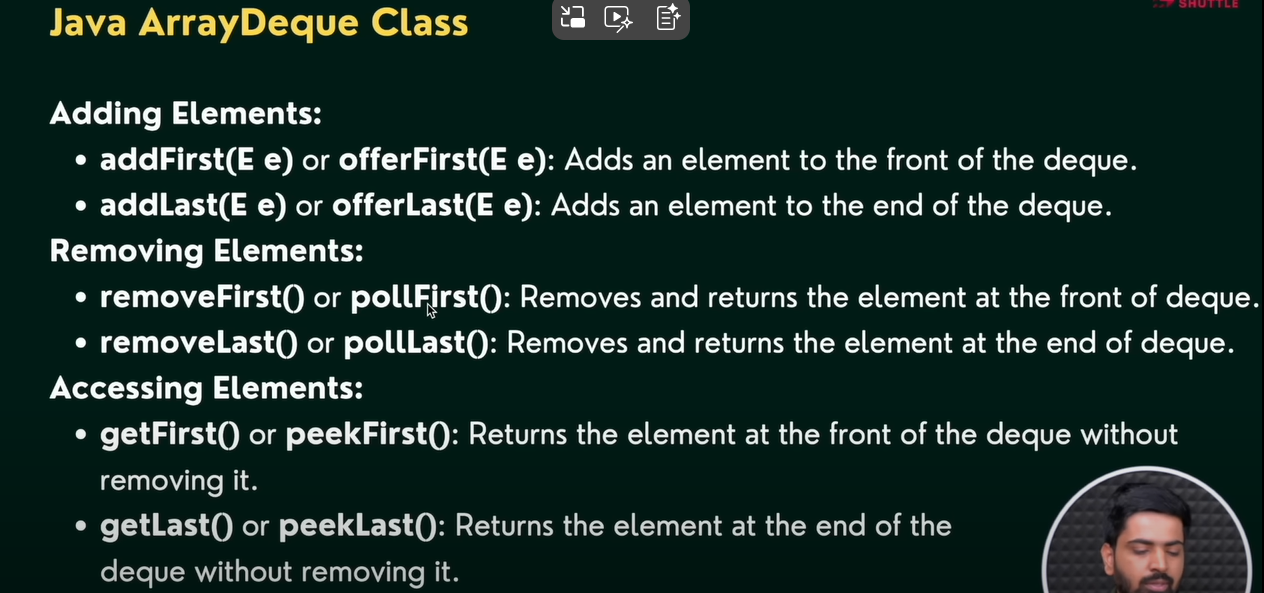 SHUTTLE
Java ArrayDeque Class
Adding Elements:
• addFirst(E e) or offerFirst(E e): Adds an element to the front of the deque.
• addLast(E e) or offerLast(E e): Adds an element to the end of the deque.
Removing Elements:
• removeFirst() or pollFirst(): Removes and returns the element at the front of deque.
• removeLast() or pollLast(): Removes and returns the element at the end of deque.
Accessing Elements:
• getFirst() or peekFirst(): Returns the element at the front of the deque without
removing it.
• getLast() or peekLast(): Returns the element at the end of the
deque without removing it.